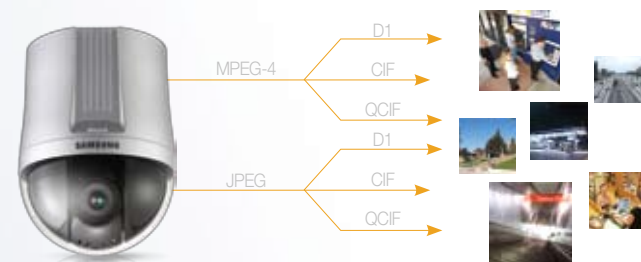 D1
MPEG-4
CIF
QCIF
SAMSUNG
D1
JPEG
CIF
QCIF